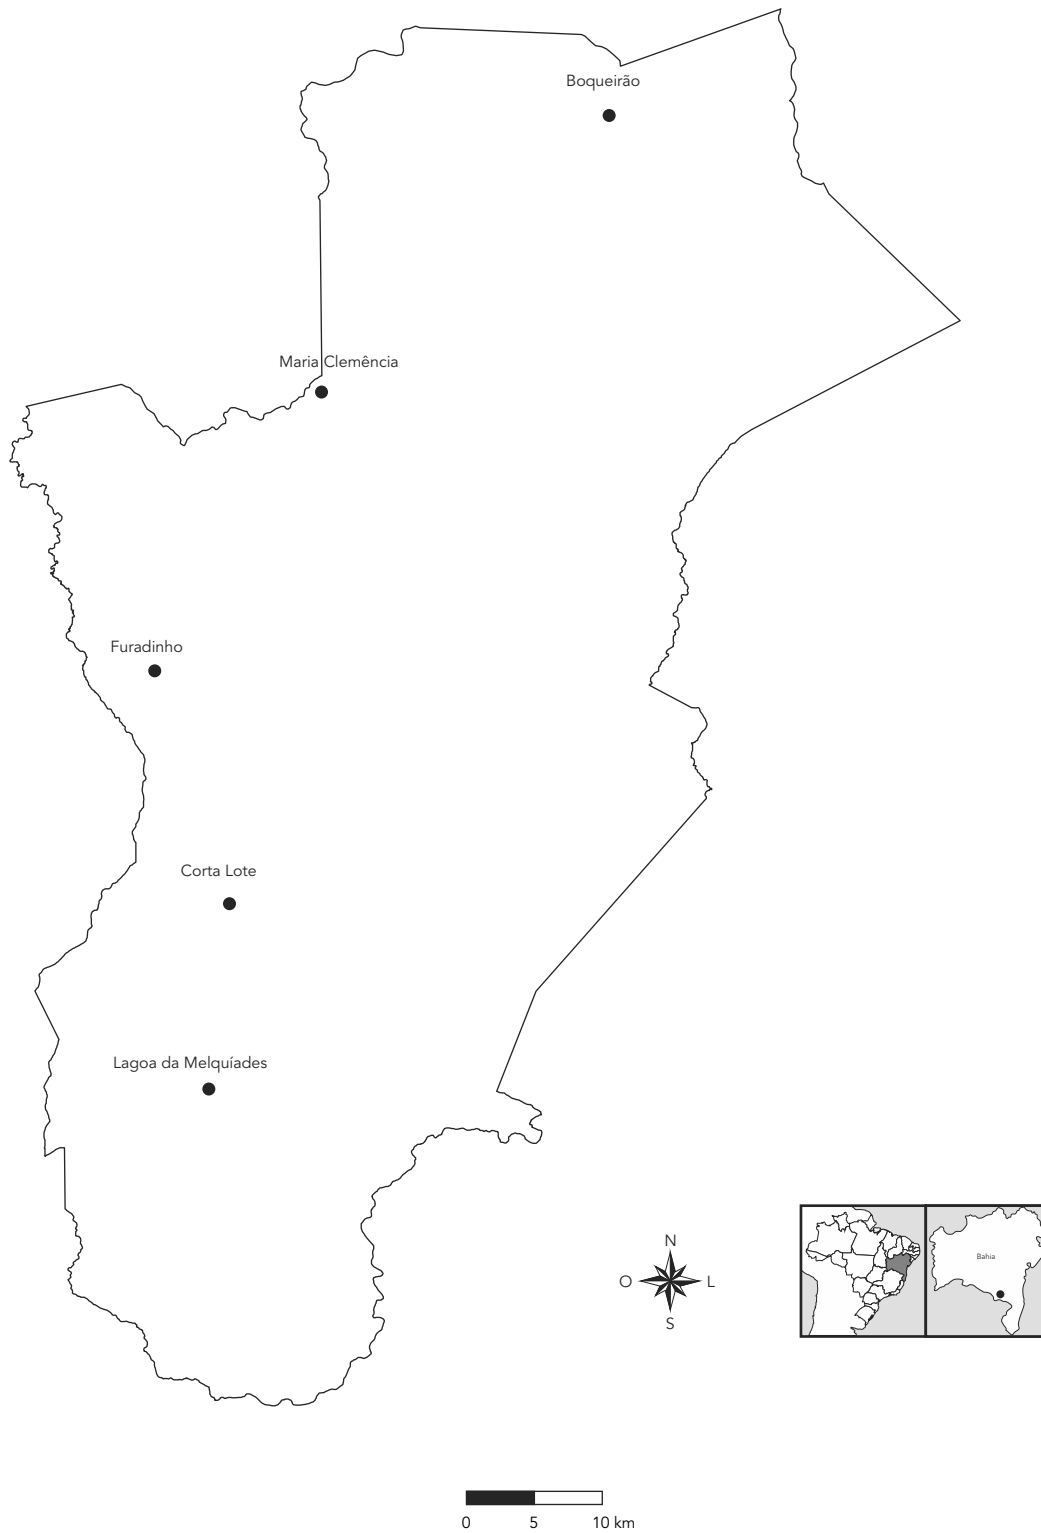 Boqueirão
Maria Clemência
Furadinho
Corta Lote
Lagoa da Melquíades
N
O
L
S
Bahia
0
5
10 km